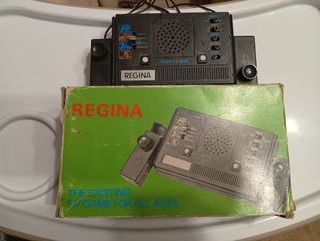 REGINA
REGINA
THE EXCITING
TV GAME FOR ALL AGES